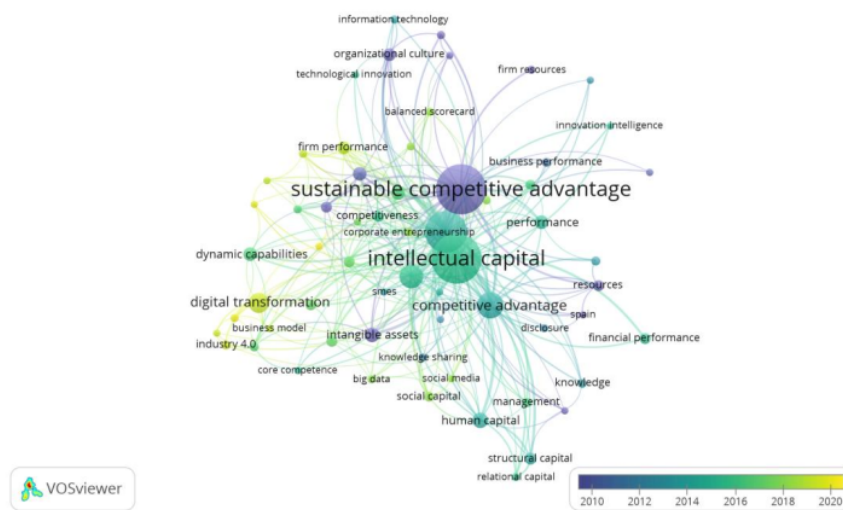 information technology
organizational culture
technological innovation
firm resources
balanced scorecard
innovation intelligence
firm performance
business performance
sustainable competitive advantage
competitiveness
performance
corporate entrepreneurship
dynamic capabilities
intellectual capital
smes
resources
digital transformation
competitive advantage
spain
business model
intangible assets
disclosure
financial performance
industry 4.0
knowledge sharing
core competence
big data
social media
knowledge
social capital
management
human capital
structural capital
relational capital
VOSviewer
2010 2012 2014 2016 2018 2020